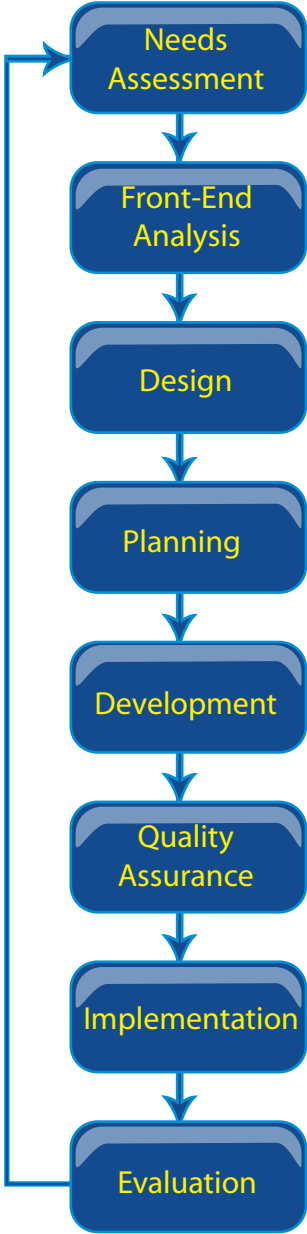 Needs
Assessment
Front-End
Analysis
Design
Planning
Development
Quality
Assurance
Implementation
Evaluation